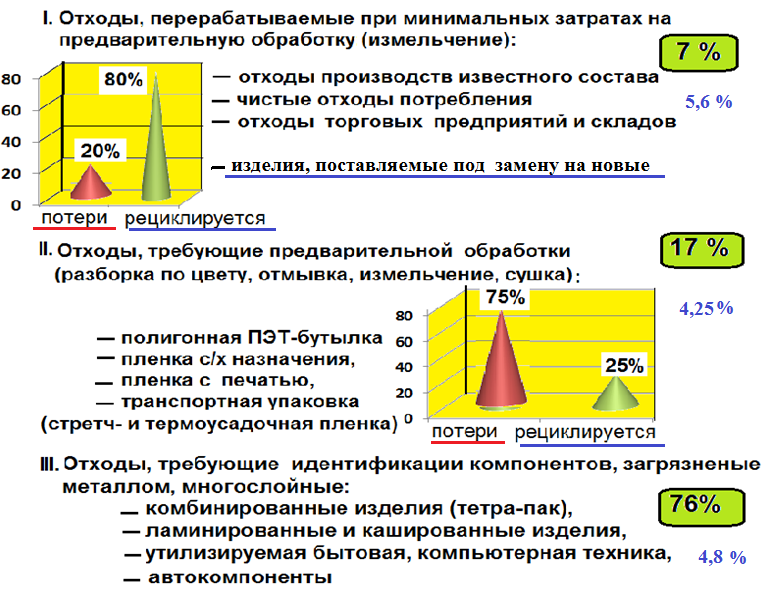 I. Отходы, перерабатываемые при минимальных затратах на
предварительную обработку (измельчение):
7 %
80
60
40
20
0
80%
20%
потери рециклируется
— отходы производств известного состава
— чистые отходы потребления
5,6 %
— отходы торговых предприятий и складов
— изделия, поставляемые под замену на новые
II. Отходы, требующие предварительной обработки
(разборка по цвету, отмывка, измельчение, сушка):
17 %
4,25%
— полигонная ПЭТ-бутылка
— пленка с/х назначения,
— пленка с печатью,
— транспортная упаковка
(стретч- и термоусадочная пленка)
80
60
40
20
0
75%
25%
потери рециклируется
III. Отходы, требующие идентификации компонентов, загрязненые
металлом, многослойные:
76%
— комбинированные изделия (тетра-пак),
— ламинированные и кашированные изделия,
— утилизируемая бытовая, компьютерная техника,
4,8 %
— автокомпоненты